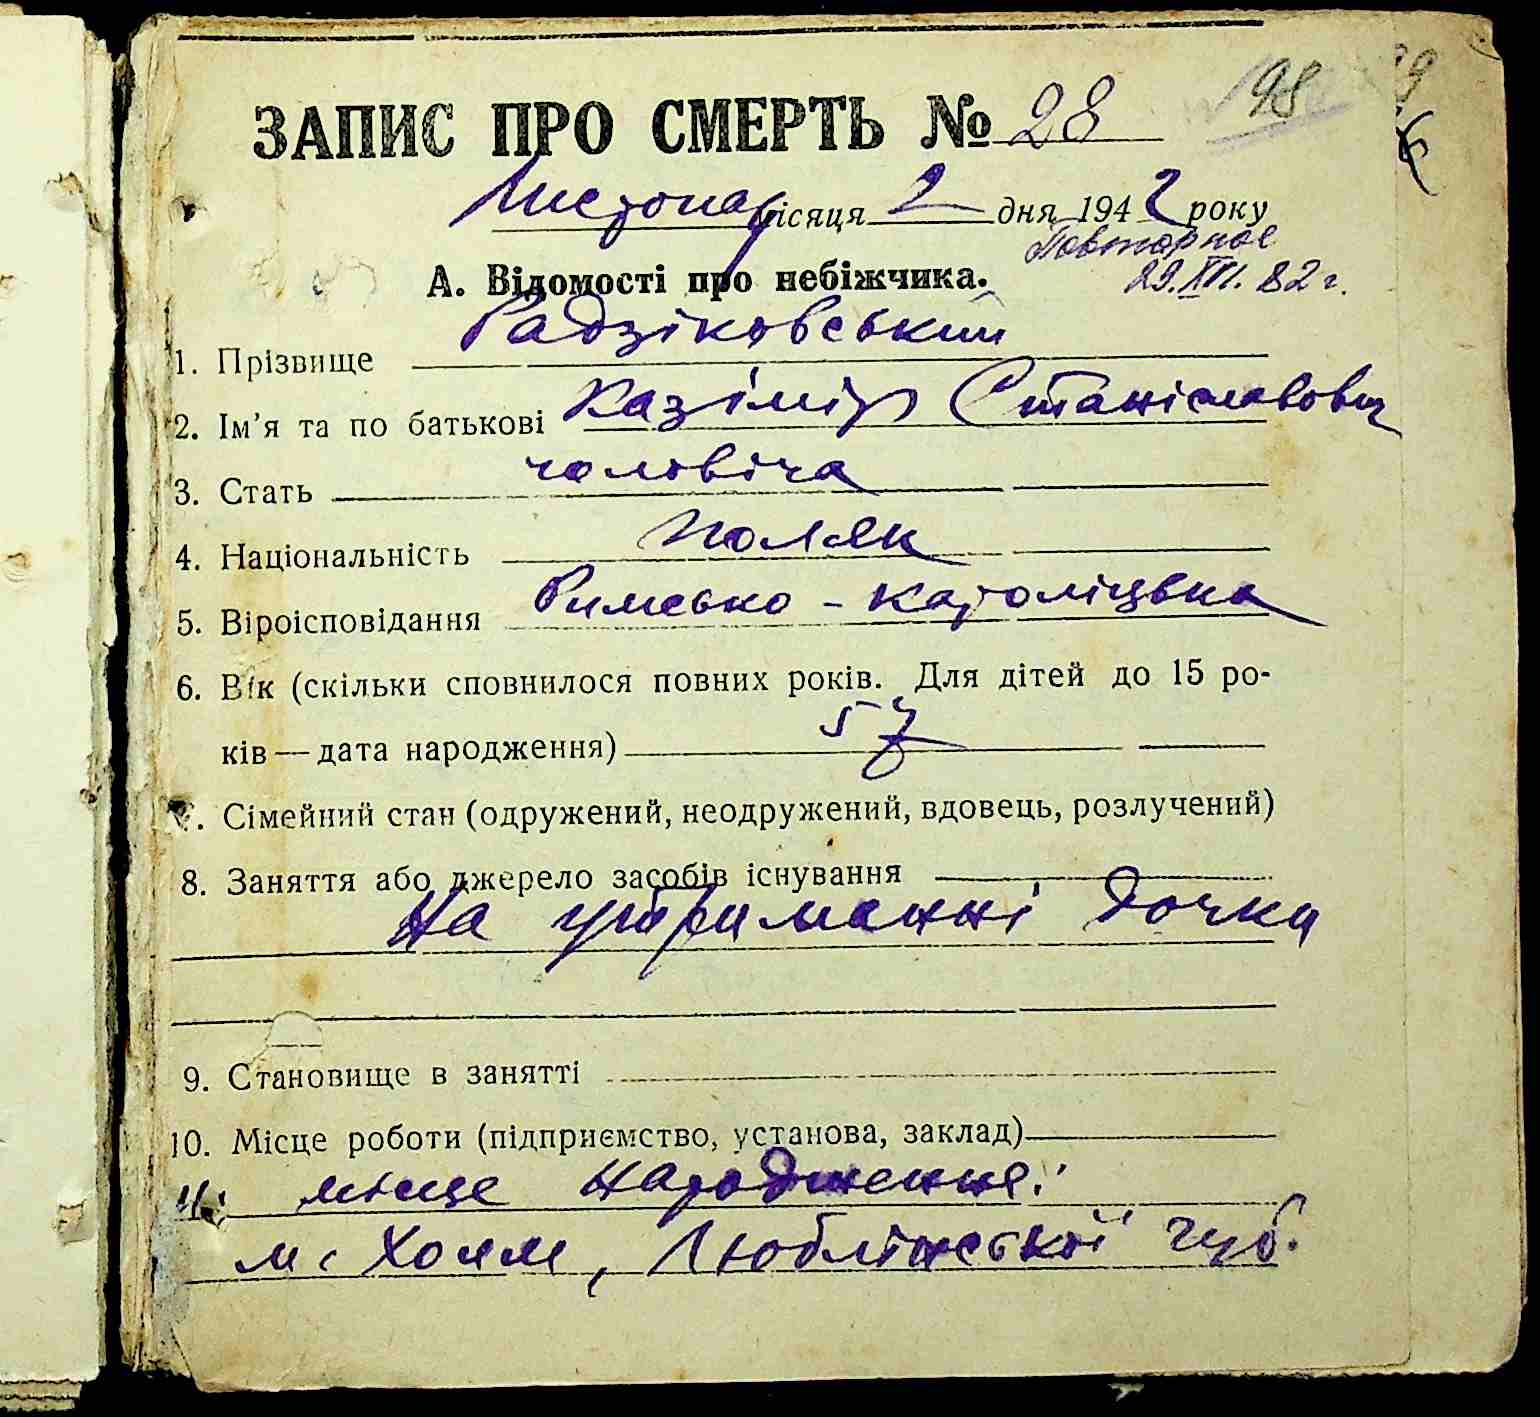 98
ЗАПИС ПРО СМЕРТЬ № 28
Листопад місяця 2 дня 1942 року
Повторное
29.XII.82 г.
А. Відомості про небіжчика.
1. Прізвище Радзіковський
2. Ім'я та по батькові Казімір Станіславович
3. Стать чоловіча
4. Національність поляк
5. Віроісповідання Римсько-католіцька
6. Вік (скільки сповнилося повних років. Для дітей до 15 ро-
ків — дата народження) 57
7. Сімейний стан (одружений, неодружений, вдовець, розлучений)
8. Заняття або джерело засобів існування
На утриманні дочки
9. Становище в занятті
10. Місце роботи (підприємство, установа, заклад)
11: місце народження:
м. Холм, Люблінської губ.